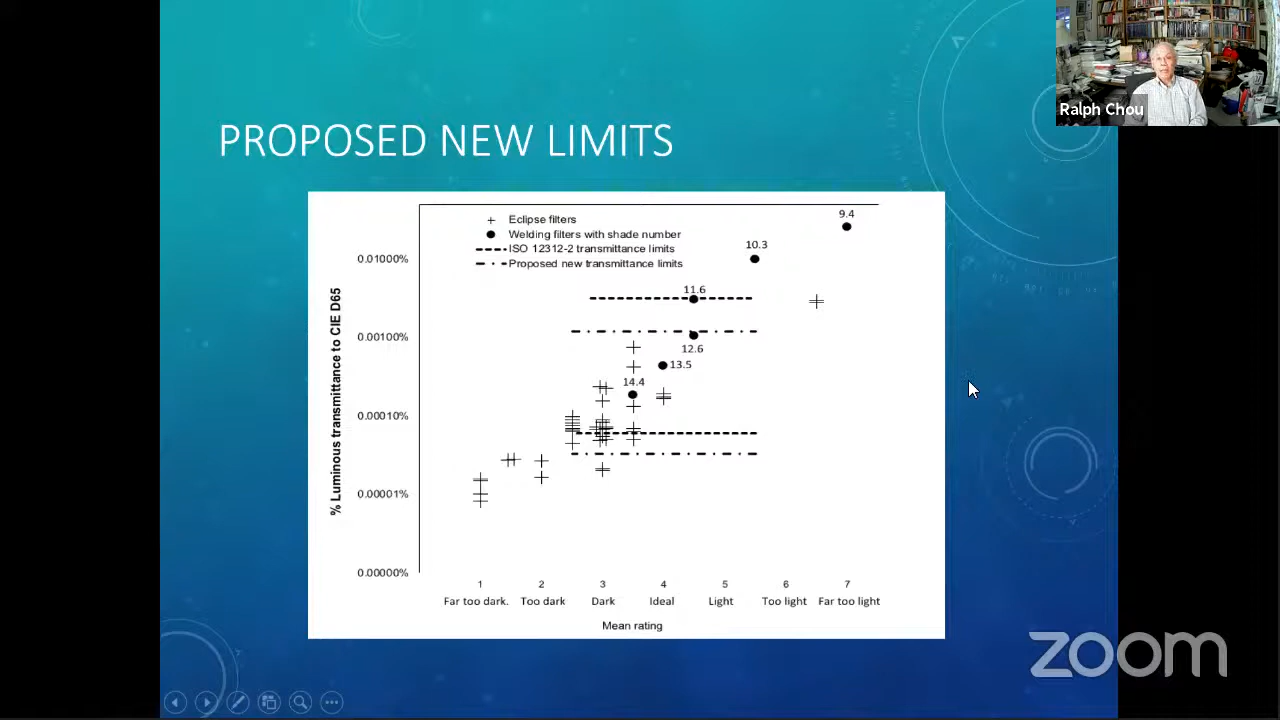 Ralph Chou
PROPOSED NEW LIMITS
Eclipse filters
Welding filters with shade number
ISO 12312-2 transmittance limits
Proposed new transmittance limits
% Luminous transmittance to CIE D65
0.01000%
0.00100%
0.00010%
0.00001%
0.00000%
9.4
10.3
11.6
12.6
13.5
14.4
1 2 3 4 5 6 7
Far too dark. Too dark Dark Ideal Light Too light Far too light
Mean rating
zoom